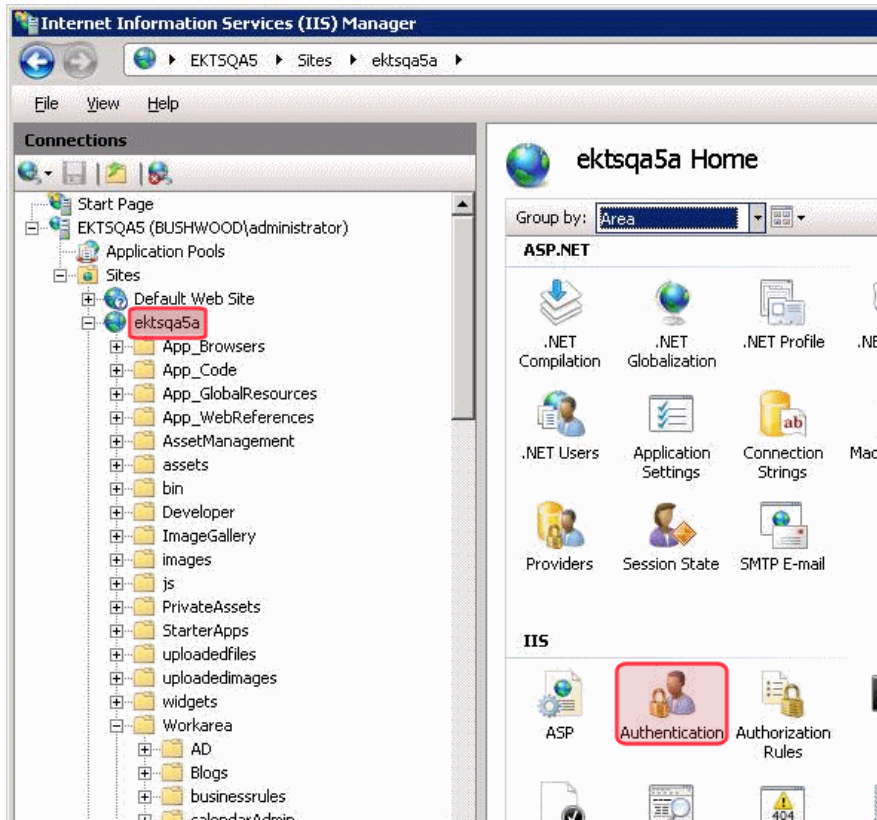 Internet Information Services (IIS) Manager
EKTSQA5 Sites ektsqa5a
File View Help
Connections
Start Page
EKTSQA5 (BUSHWOOD\administrator)
Application Pools
Sites
Default Web Site
ektsqa5a
App_Browsers
App_Code
App_GlobalResources
App_WebReferences
AssetManagement
assets
bin
Developer
ImageGallery
images
js
PrivateAssets
StarterApps
uploadedfiles
uploadedimages
widgets
Workarea
AD
Blogs
businessrules
calendarAdmin
ektsqa5a Home
Group by: Area
ASP.NET
.NET .NET .NET Profile
Compilation Globalization
.NET Users Application Connection
Settings Strings
ab
Providers Session State SMTP E-mail
IIS
ASP Authentication Authorization
Rules
404